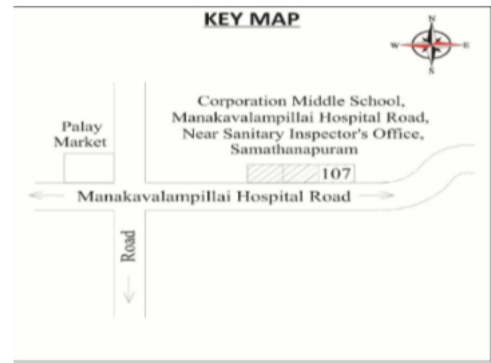 KEY MAP
N
W
E
S
Corporation Middle School,
Manakavalampillai Hospital Road,
Near Sanitary Inspector's Office,
Samathanapuram
Palay
Market
107
Manakavalampillai Hospital Road
Road